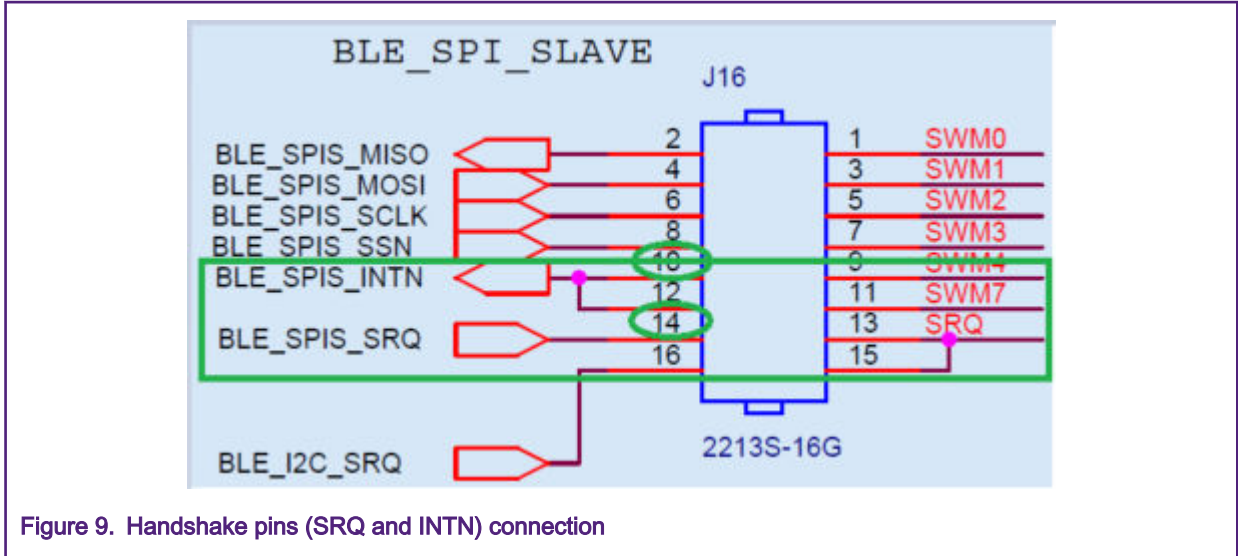 BLE_SPI_SLAVE
J16
BLE_SPIS_MISO 2 1 SWM0
BLE_SPIS_MOSI 4 3 SWM1
BLE_SPIS_SCLK 6 5 SWM2
BLE_SPIS_SSN 8 7 SWM3
BLE_SPIS_INTN 10 9 SWM4
12 11 SWM7
BLE_SPIS_SRQ 14 13 SRQ
16 15
BLE_I2C_SRQ
2213S-16G
Figure 9. Handshake pins (SRQ and INTN) connection